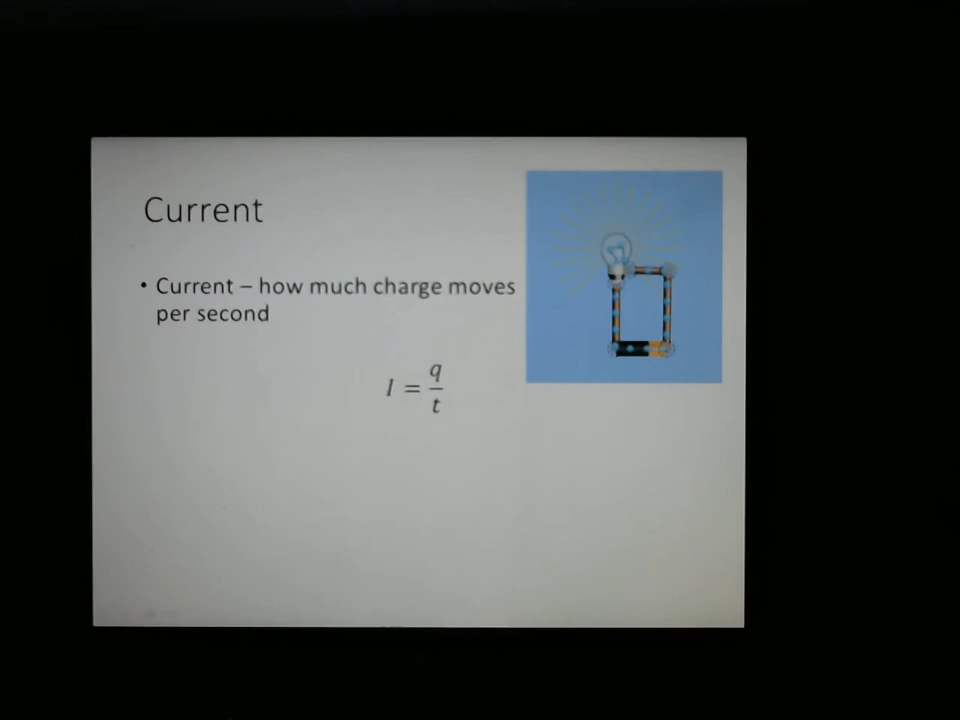 Current
• Current – how much charge moves
per second
I = q/t